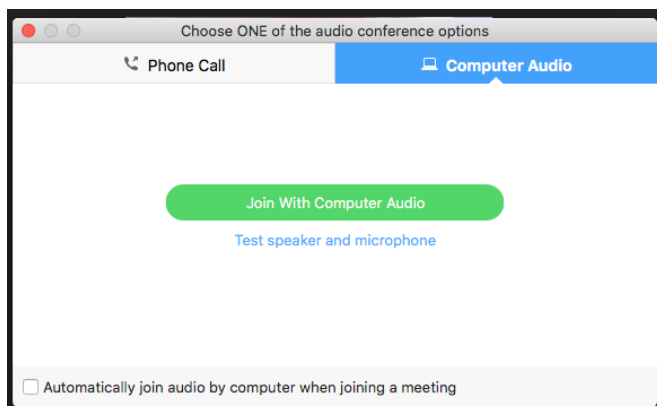 Choose ONE of the audio conference options
Phone Call
Computer Audio
Join With Computer Audio
Test speaker and microphone
Automatically join audio by computer when joining a meeting